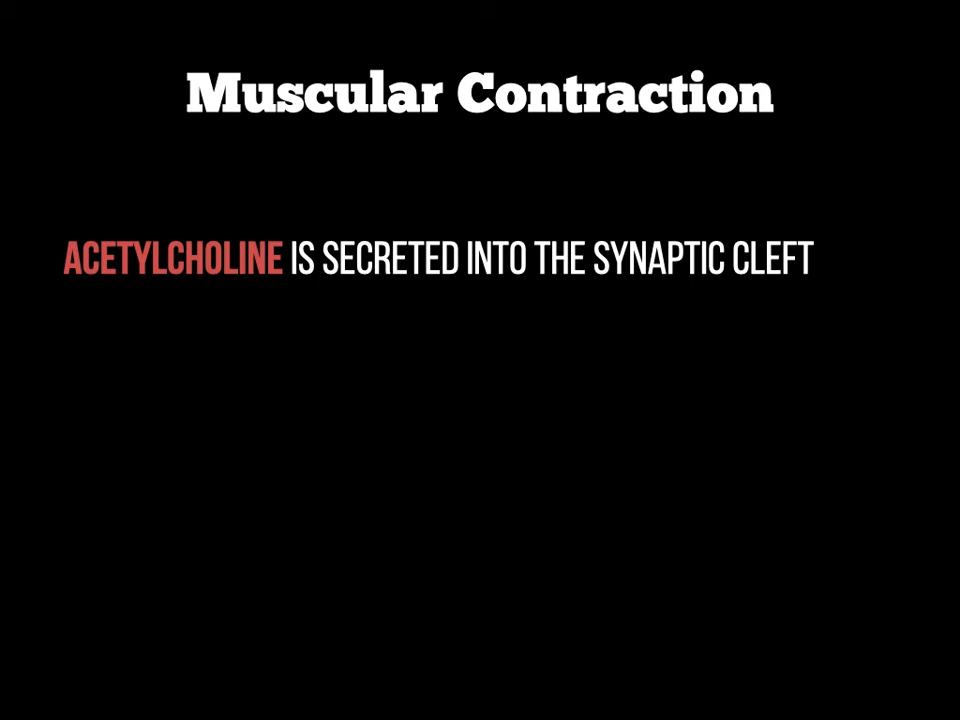 Muscular Contraction
ACETYLCHOLINE IS SECRETED INTO THE SYNAPTIC CLEFT